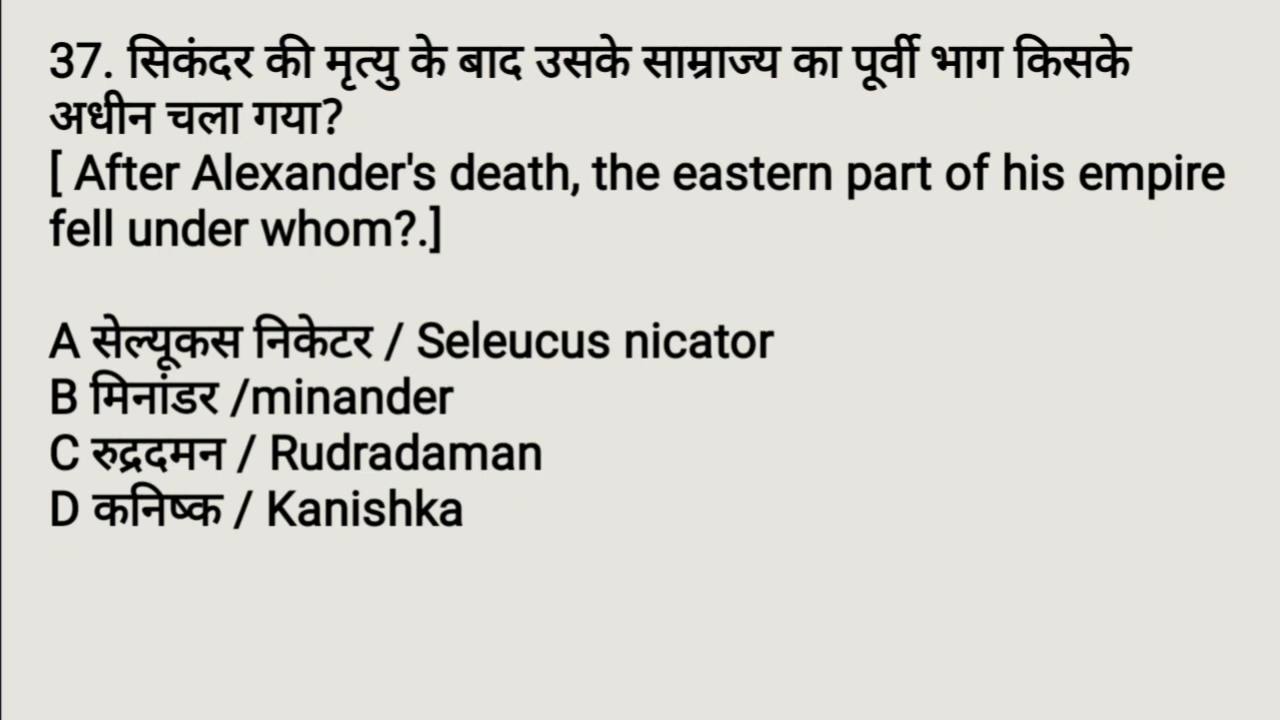 37. सिकंदर की मृत्यु के बाद उसके साम्राज्य का पूर्वी भाग किसके
अधीन चला गया?
[ After Alexander's death, the eastern part of his empire
fell under whom?.]
A सेल्यूकस निकेटर / Seleucus nicator
B मिनांडर /minander
C रुद्रदमन / Rudradaman
D कनिष्क / Kanishka